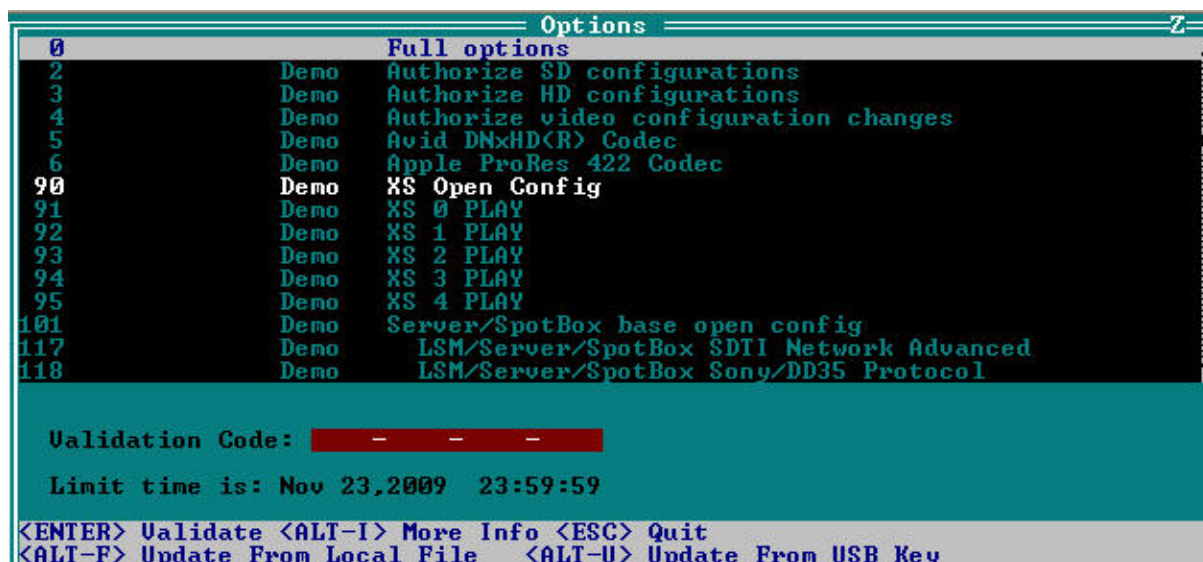 Options Z
0 Full options
2 Demo Authorize SD configurations
3 Demo Authorize HD configurations
4 Demo Authorize video configuration changes
5 Demo Avid DNxHD(R) Codec
6 Demo Apple ProRes 422 Codec
90 Demo XS Open Config
91 Demo XS 0 PLAY
92 Demo XS 1 PLAY
93 Demo XS 2 PLAY
94 Demo XS 3 PLAY
95 Demo XS 4 PLAY
101 Demo Server/SpotBox base open config
117 Demo LSM/Server/SpotBox SDTI Network Advanced
118 Demo LSM/Server/SpotBox Sony/DD35 Protocol
Validation Code: - - -
Limit time is: Nov 23,2009 23:59:59
<ENTER> Validate <ALT-I> More Info <ESC> Quit
<ALT-F> Update From Local File <ALT-U> Update From USB Key